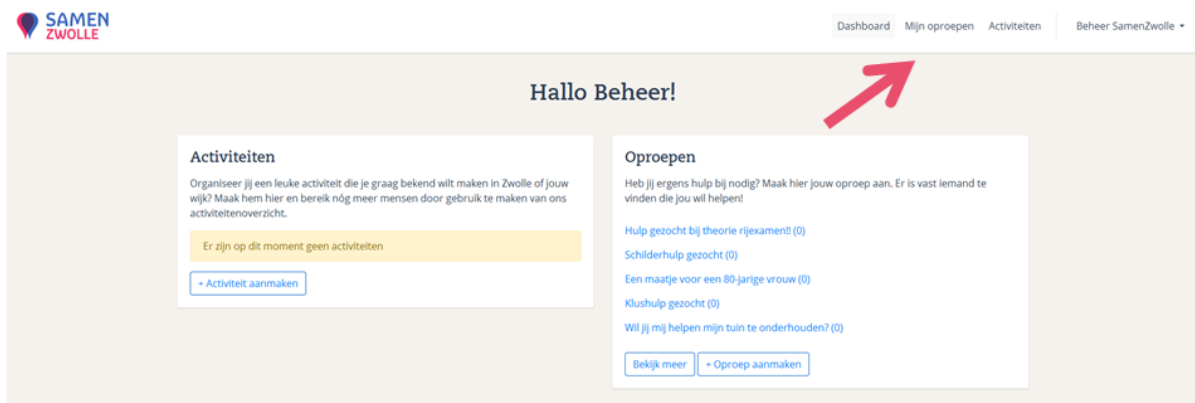 SAMEN
ZWOLLE
Dashboard Mijn oproepen Activiteiten Beheer SamenZwolle
Hallo Beheer!
Activiteiten
Organiseer jij een leuke activiteit die je graag bekend wilt maken in Zwolle of jouw
wijk? Maak hem hier en bereik nóg meer mensen door gebruik te maken van ons
activiteitenoverzicht.
Er zijn op dit moment geen activiteiten
+ Activiteit aanmaken
Oproepen
Heb jij ergens hulp bij nodig? Maak hier jouw oproep aan. Er is vast iemand te
vinden die jou wil helpen!
Hulp gezocht bij theorie rijexamen!! (0)
Schilderhulp gezocht (0)
Een maatje voor een 80-jarige vrouw (0)
Klushulp gezocht (0)
Wil jij mij helpen mijn tuin te onderhouden? (0)
Bekijk meer + Oproep aanmaken